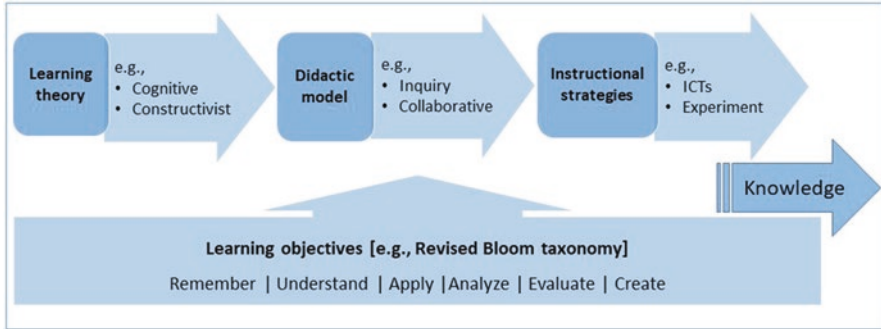 Learning
theory
e.g.,
• Cognitive
• Constructivist
Didactic
model
e.g.,
• Inquiry
• Collaborative
Instructional
strategies
e.g.,
• ICTs
• Experiment
Knowledge
Learning objectives [e.g., Revised Bloom taxonomy]
Remember | Understand | Apply |Analyze | Evaluate | Create